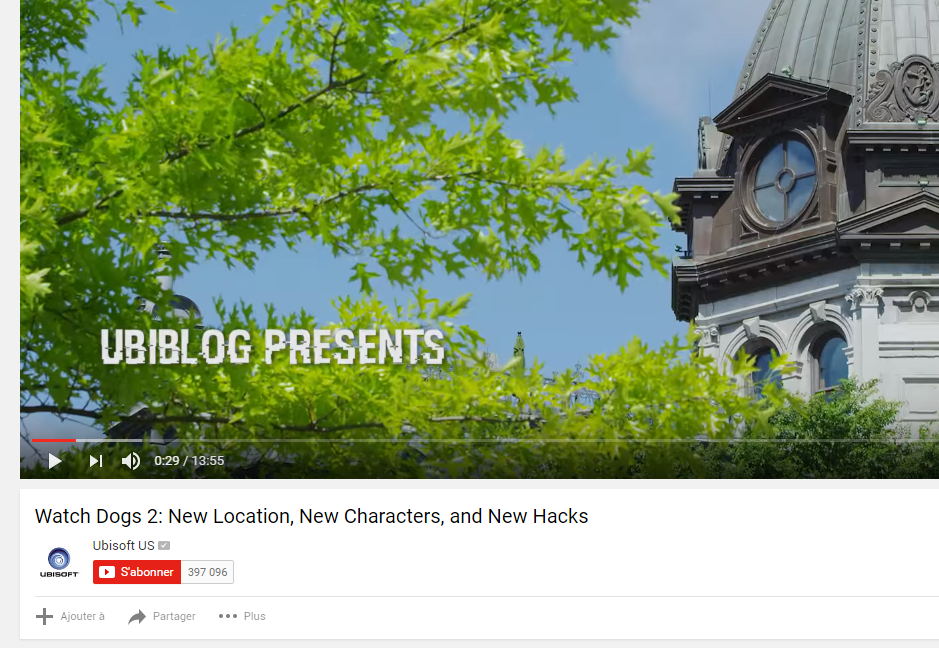 UBIBLOG PRESENTS
0:29 / 13:55
Watch Dogs 2: New Location, New Characters, and New Hacks
Ubisoft US
UBISOFT
S'abonner 397 096
Ajouter à Partager Plus